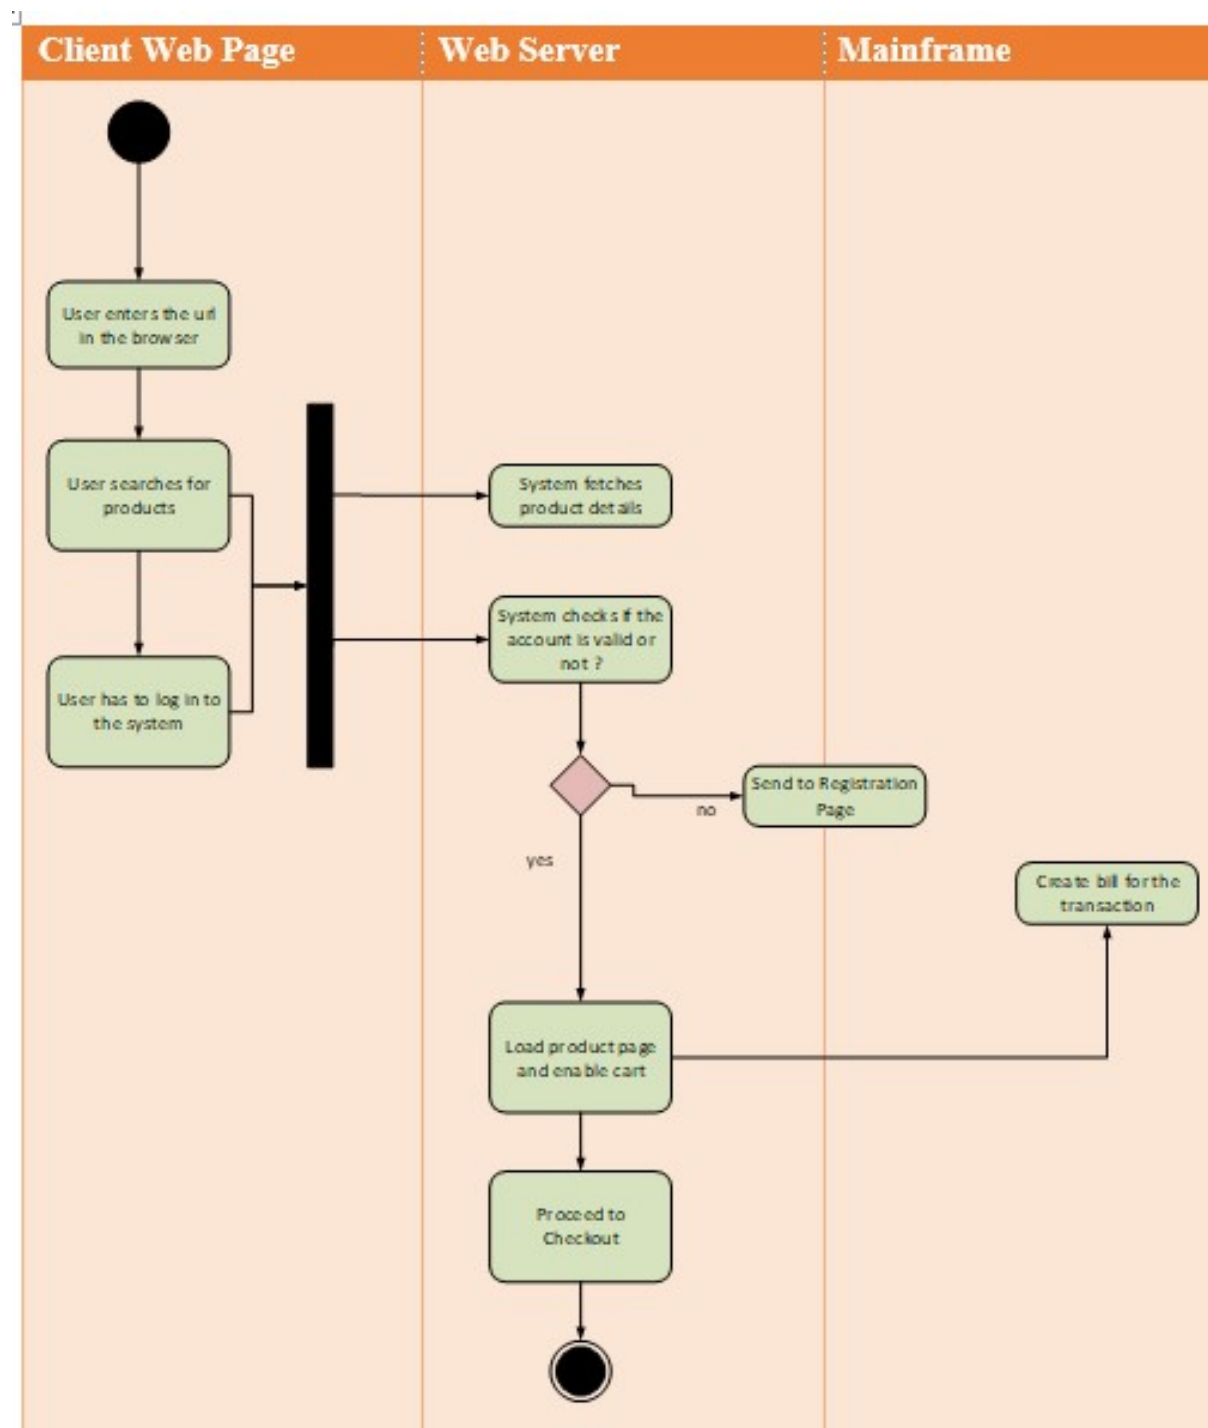 Client Web Page
Web Server
Mainframe
User enters the url
in the browser
User searches for
products
System fetches
product details
System checks if the
account is valid or
not ?
User has to log in to
the system
Send to Registration
Page
no
yes
Create bill for the
transaction
Load product page
and enable cart
Proceed to
Checkout